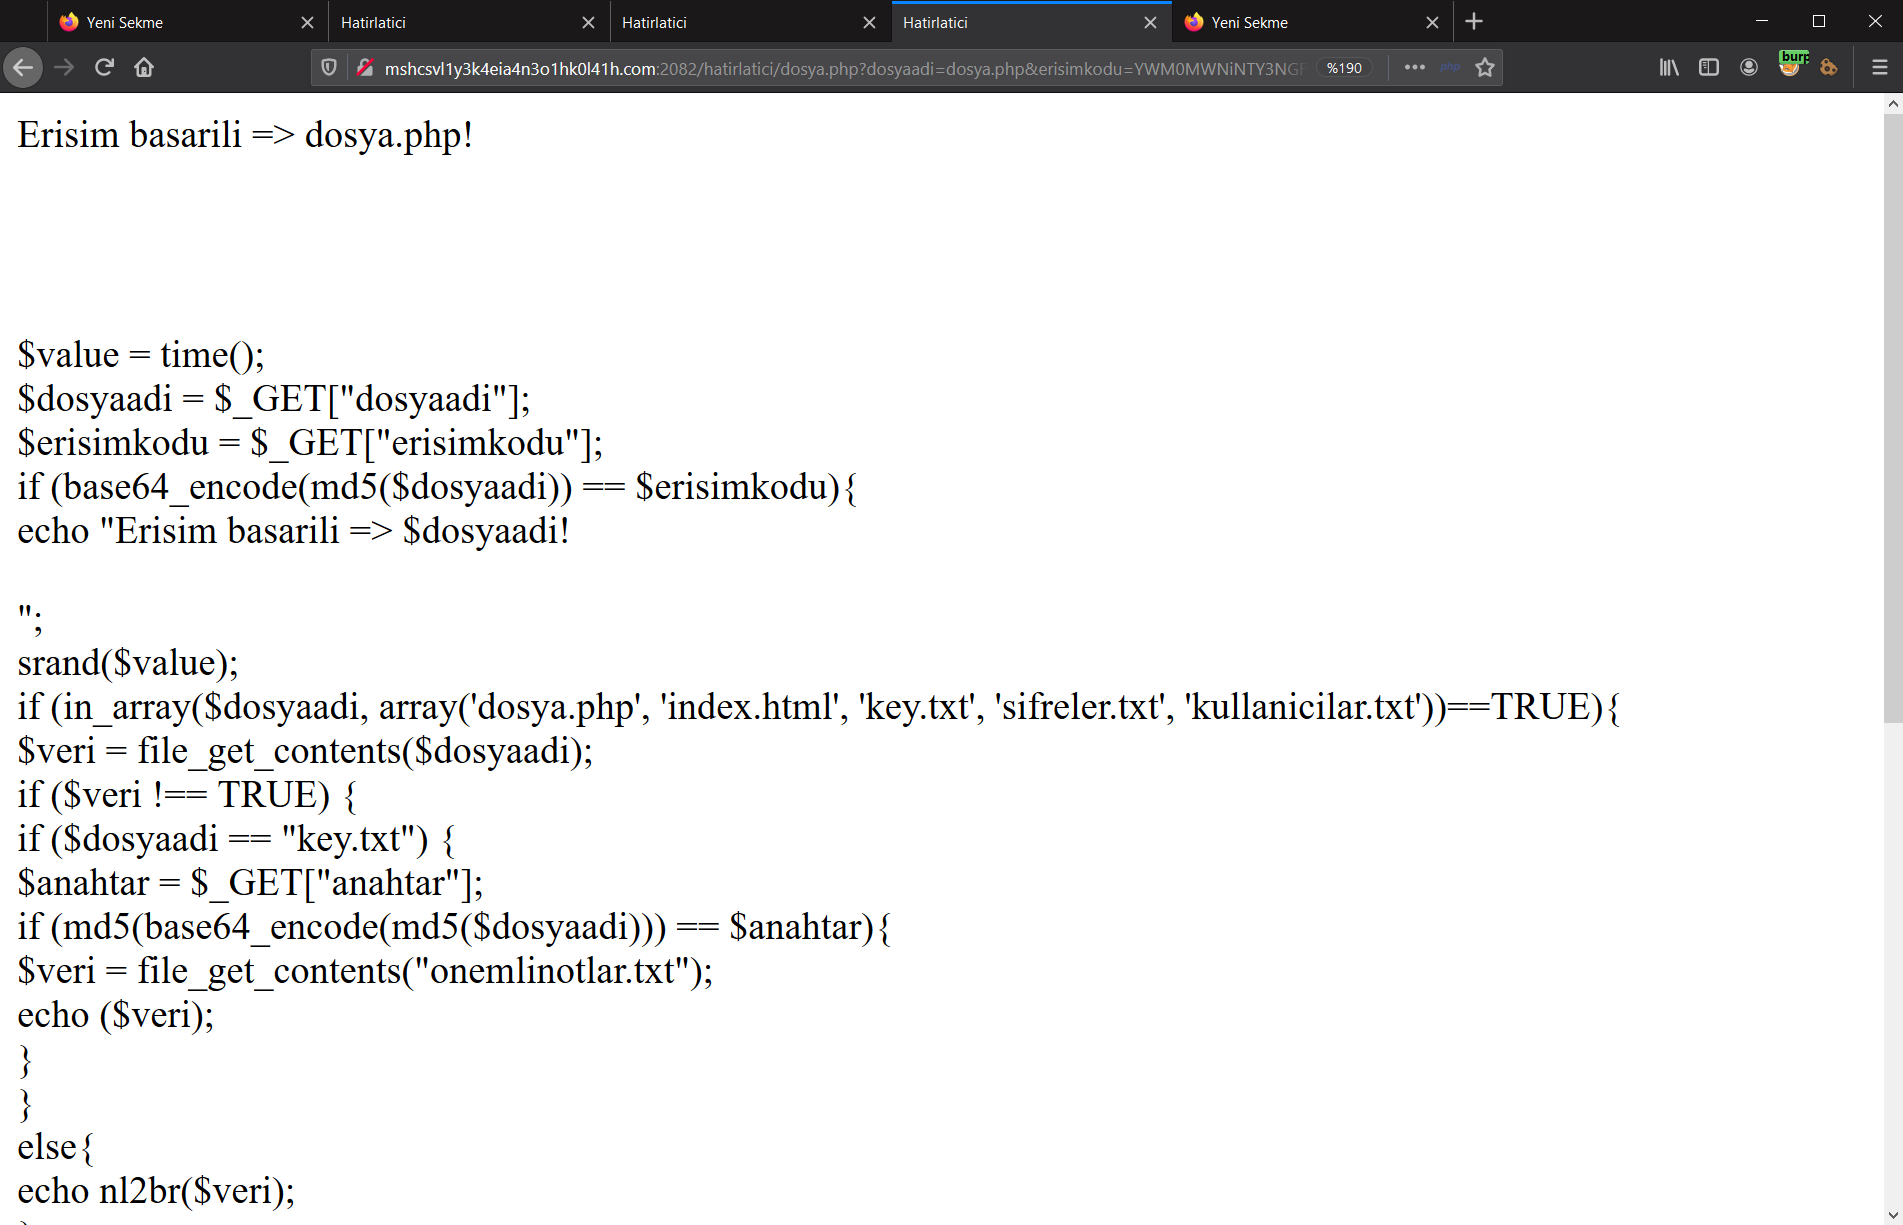 Yeni Sekme
Hatirlatici
Hatirlatici
Hatirlatici
Yeni Sekme
mshcsvl1y3k4eia4n3o1hk0l41h.com:2082/hatirlatici/dosya.php?dosyaadi=dosya.php&erisimkodu=YWM0MWNiNTY3NGF
%190
php
burp
Erisim basarili => dosya.php!
$value = time();
$dosyaadi = $_GET["dosyaadi"];
$erisimkodu = $_GET["erisimkodu"];
if (base64_encode(md5($dosyaadi)) == $erisimkodu){
echo "Erisim basarili => $dosyaadi!
";
srand($value);
if (in_array($dosyaadi, array('dosya.php', 'index.html', 'key.txt', 'sifreler.txt', 'kullanicilar.txt'))==TRUE){
$veri = file_get_contents($dosyaadi);
if ($veri !== TRUE) {
if ($dosyaadi == "key.txt") {
$anahtar = $_GET["anahtar"];
if (md5(base64_encode(md5($dosyaadi))) == $anahtar){
$veri = file_get_contents("onemlinotlar.txt");
echo ($veri);
}
}
else{
echo nl2br($veri);